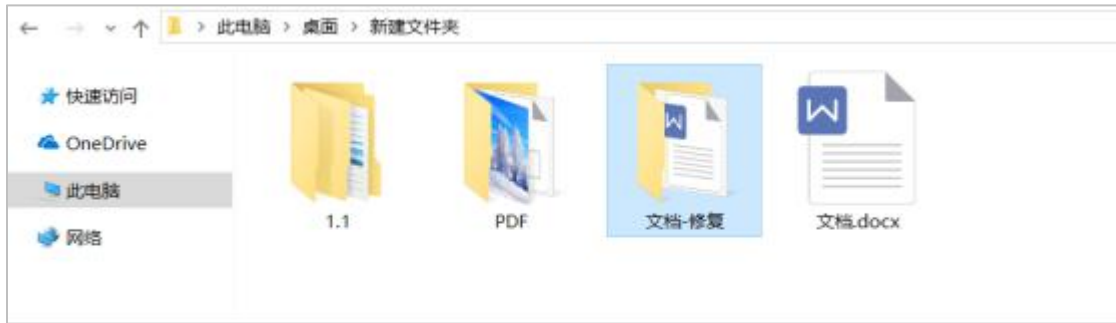 此电脑 > 桌面 > 新建文件夹
快速访问
OneDrive
此电脑
网络
1.1
PDF
文档-修复
文档.docx